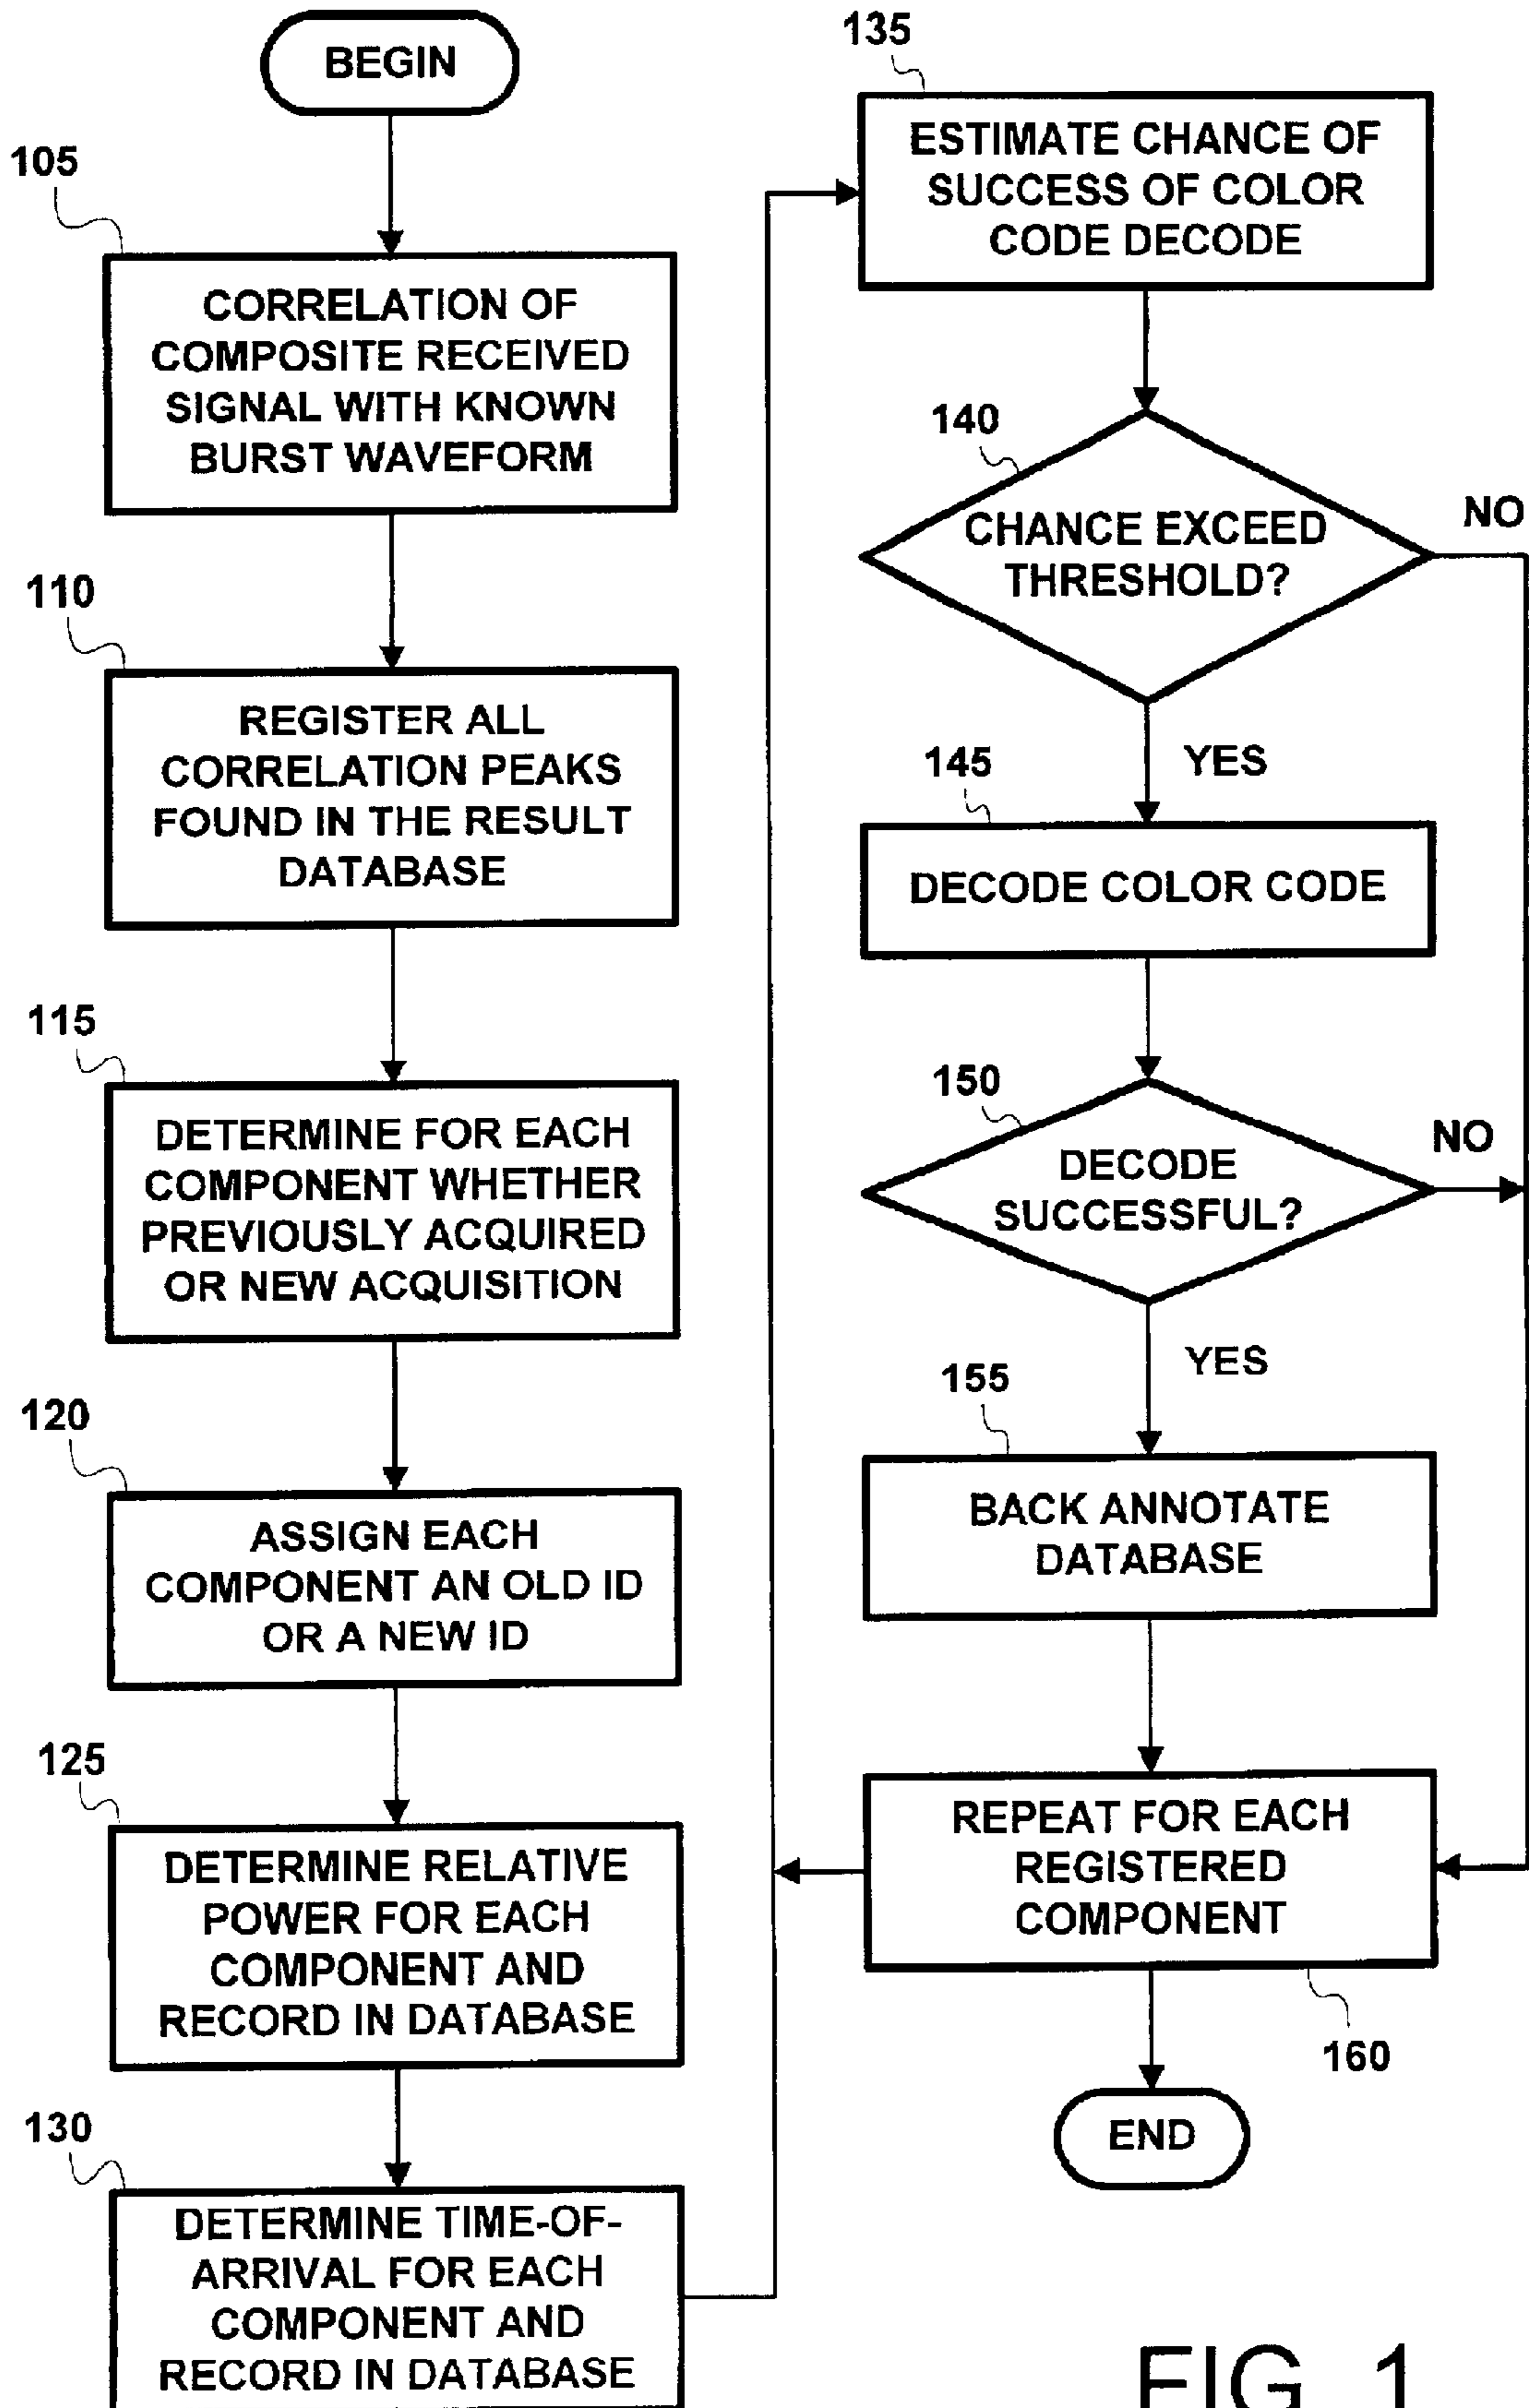 BEGIN
105
CORRELATION OF
COMPOSITE RECEIVED
SIGNAL WITH KNOWN
BURST WAVEFORM
110
REGISTER ALL
CORRELATION PEAKS
FOUND IN THE RESULT
DATABASE
115
DETERMINE FOR EACH
COMPONENT WHETHER
PREVIOUSLY ACQUIRED
OR NEW ACQUISITION
120
ASSIGN EACH
COMPONENT AN OLD ID
OR A NEW ID
125
DETERMINE RELATIVE
POWER FOR EACH
COMPONENT AND
RECORD IN DATABASE
130
DETERMINE TIME-OF-
ARRIVAL FOR EACH
COMPONENT AND
RECORD IN DATABASE
135
ESTIMATE CHANCE OF
SUCCESS OF COLOR
CODE DECODE
140
CHANCE EXCEED
THRESHOLD?
NO
YES
145
DECODE COLOR CODE
150
DECODE
SUCCESSFUL?
NO
YES
155
BACK ANNOTATE
DATABASE
REPEAT FOR EACH
REGISTERED
COMPONENT
160
END
FIG. 1